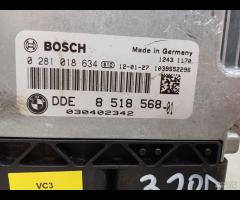 BOSCH
Made in Germany
1243 1170
0 281 018 634 12-01-27 1039S52296
DDE 8 518 568-01
030402342
VC3
320D